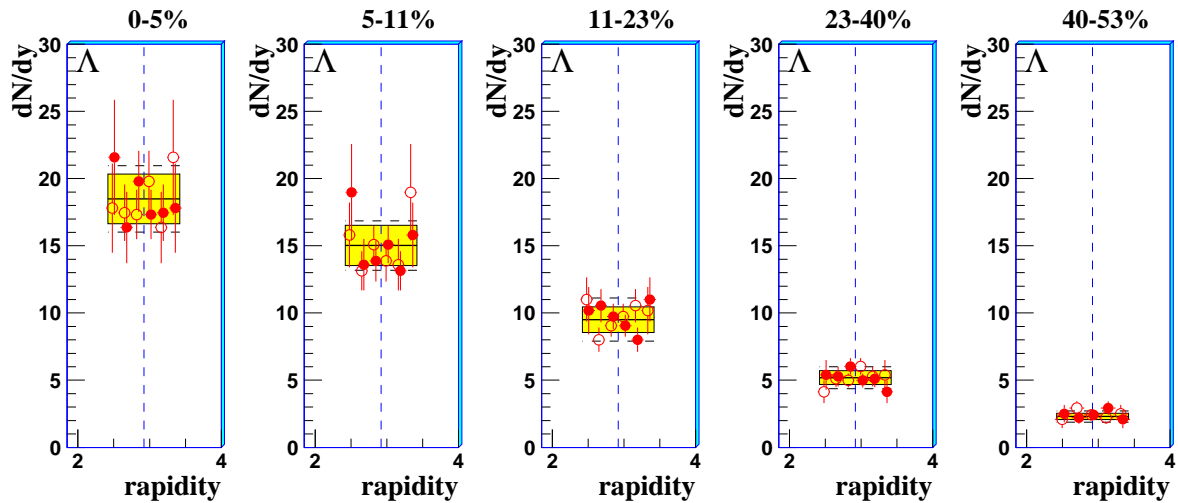 0-5% 5-11% 11-23% 23-40% 40-53%
dN/dy dN/dy dN/dy dN/dy dN/dy
30 30 30 30 30
Λ Λ Λ Λ Λ
25 25 25 25 25
20 20 20 20 20
15 15 15 15 15
10 10 10 10 10
5 5 5 5 5
0 0 0 0 0
2 4 2 4 2 4 2 4 2 4
rapidity rapidity rapidity rapidity rapidity